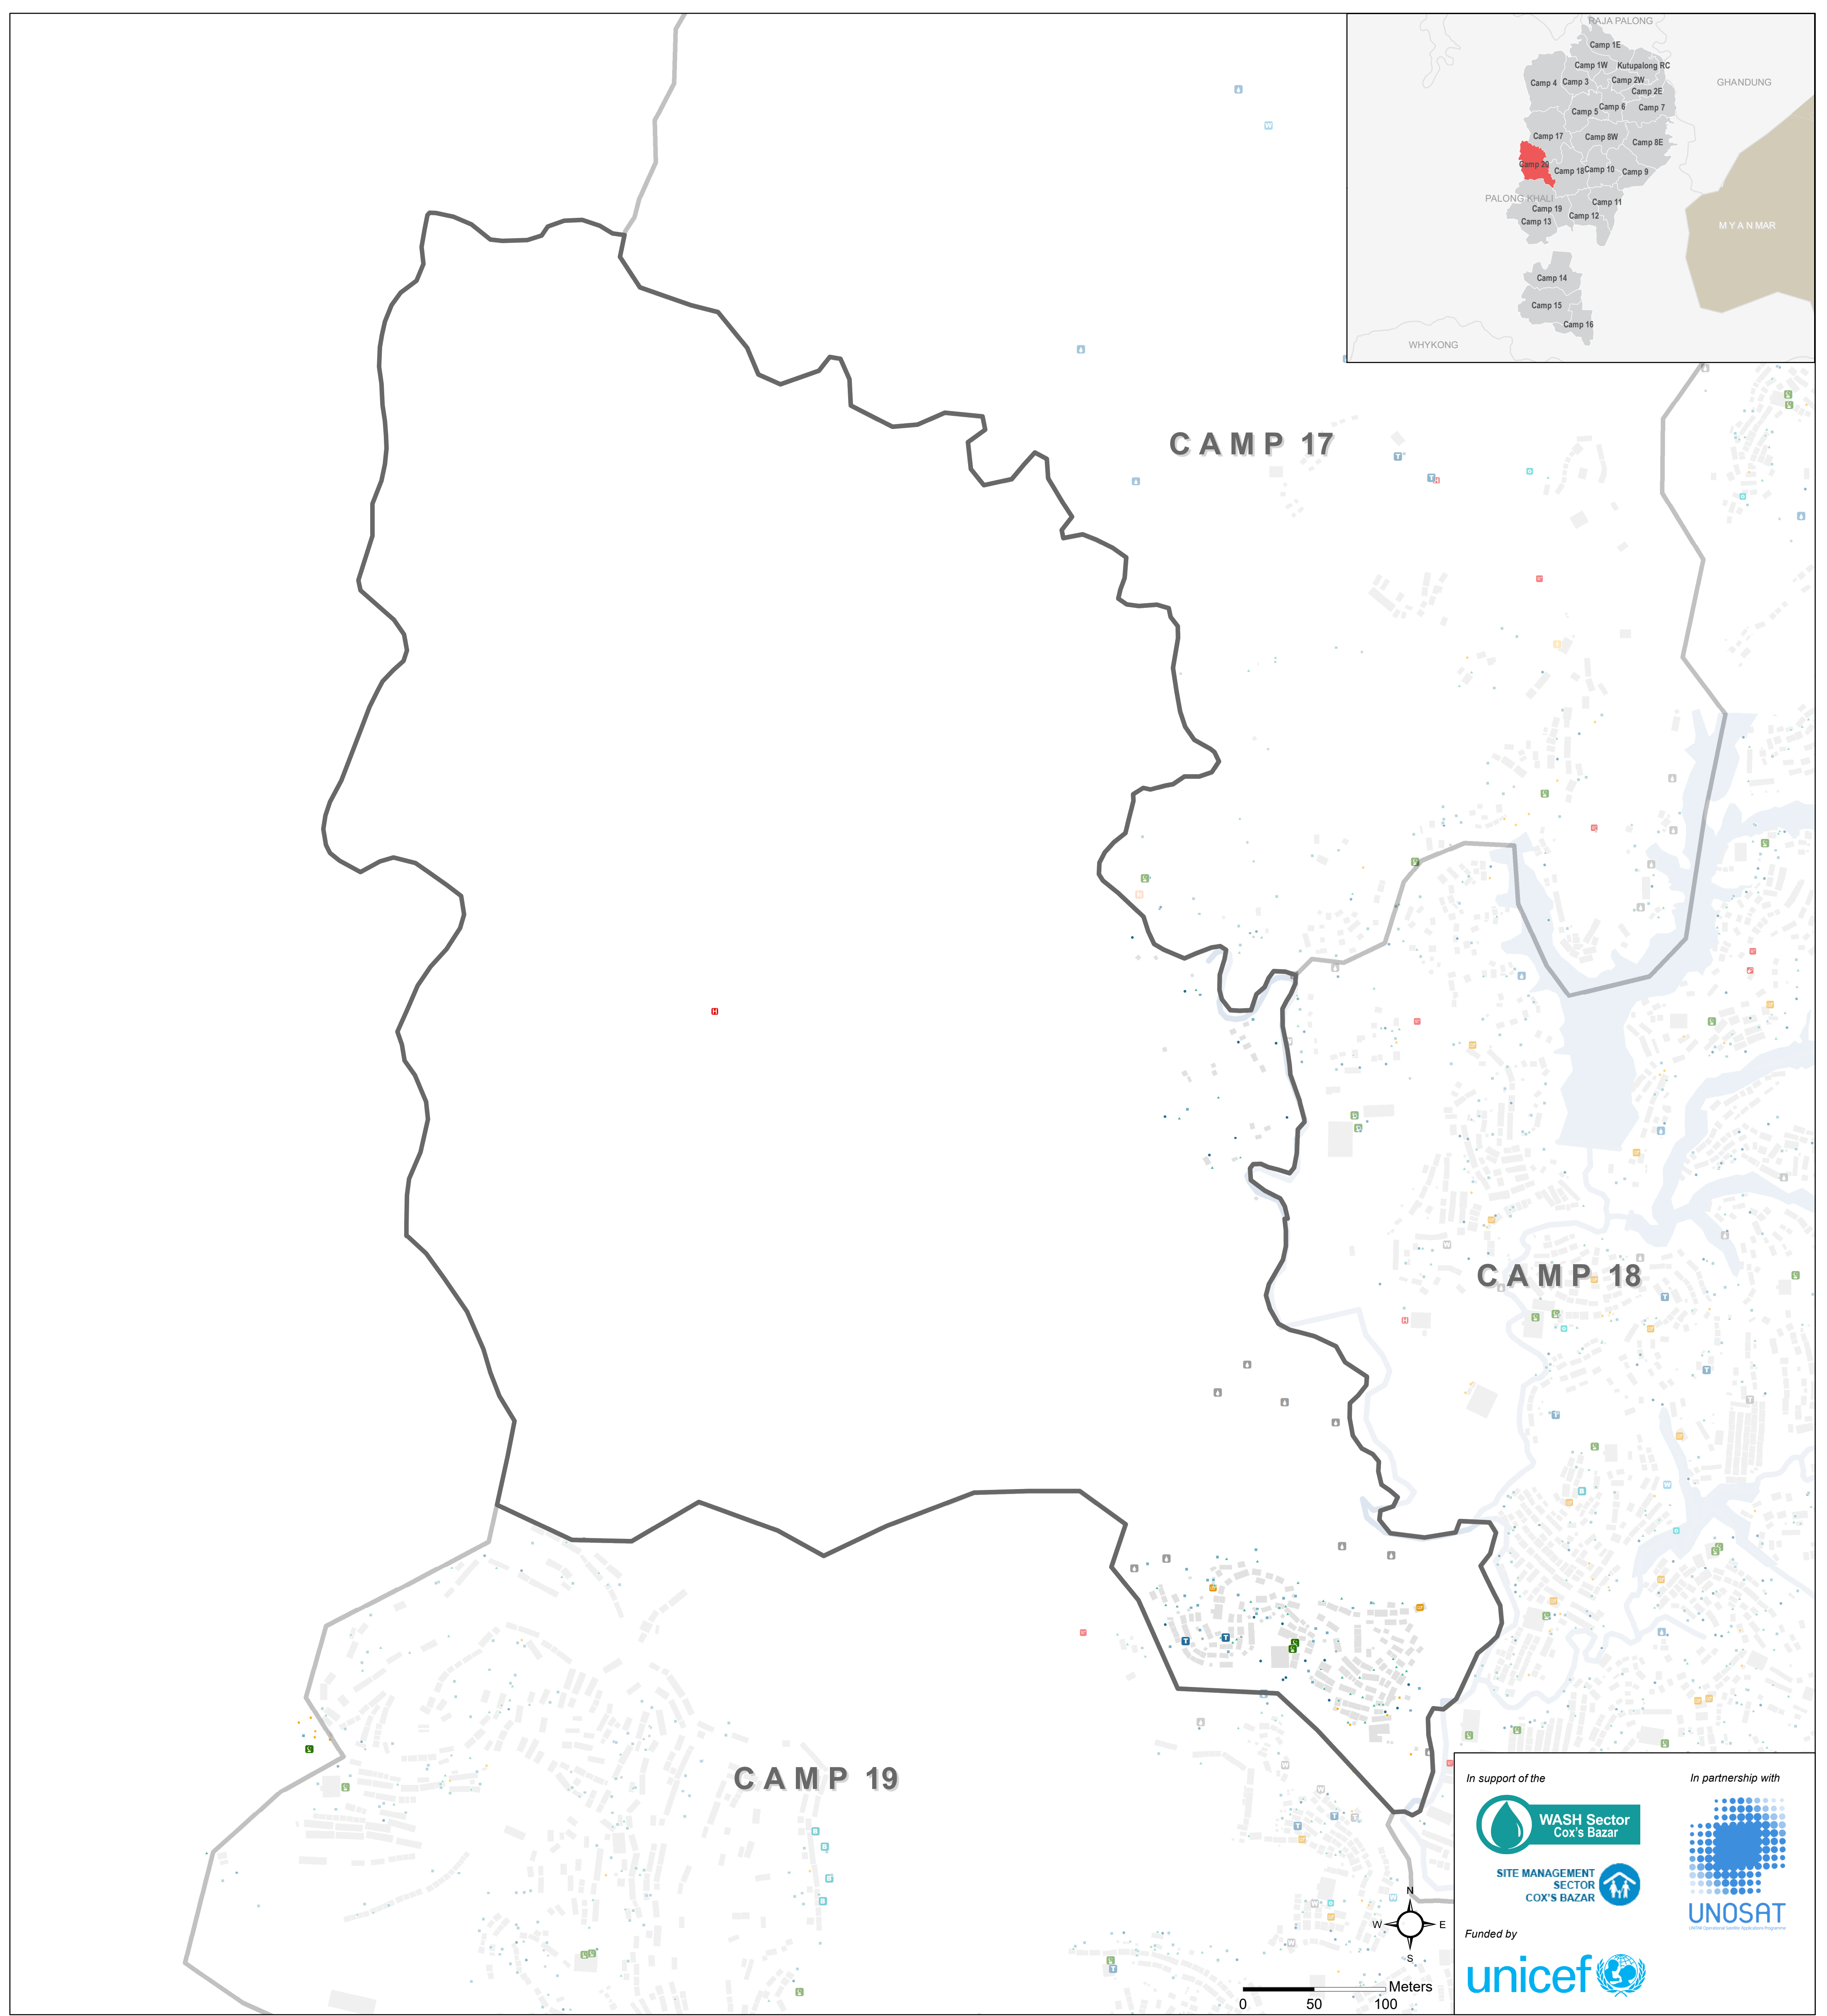 RAJA PALONG
Camp 1E
Camp 1W
Kutupalong RC
Camp 4
Camp 3
Camp 2W
Camp 2E
GHANDUNG
Camp 5
Camp 6
Camp 7
Camp 17
Camp 8W
Camp 8E
Camp 20
Camp 18
Camp 10
Camp 9
PALONG KHALI
Camp 11
Camp 19
Camp 12
Camp 13
M Y A N MAR
Camp 14
Camp 15
Camp 16
WHYKONG
CAMP 17
CAMP 18
CAMP 19
N
W
E
S
Meters
0 50 100
In support of the
In partnership with
WASH Sector
Cox's Bazar
SITE MANAGEMENT
SECTOR
COX'S BAZAR
UNOSAT
Funded by
unicef